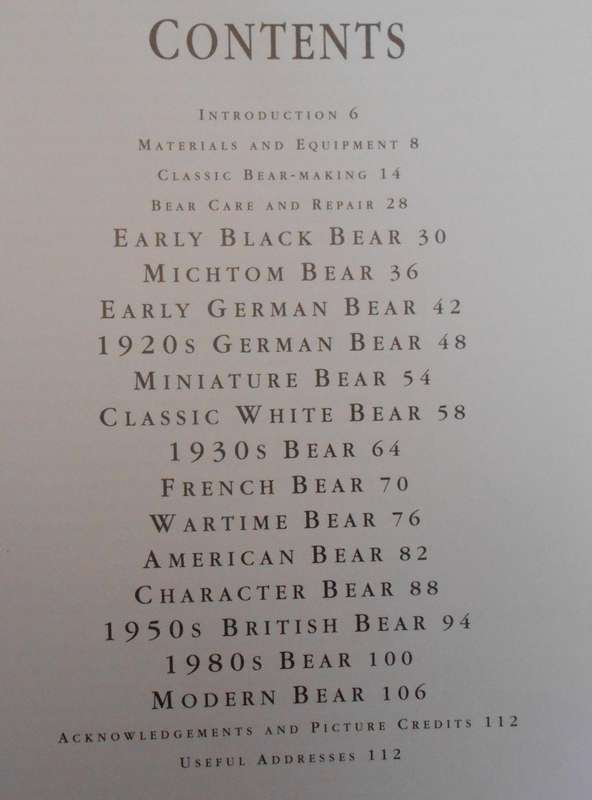 CONTENTS
INTRODUCTION 6
MATERIALS AND EQUIPMENT 8
CLASSIC BEAR-MAKING 14
BEAR CARE AND REPAIR 28
EARLY BLACK BEAR 30
MICHTOM BEAR 36
EARLY GERMAN BEAR 42
1920S GERMAN BEAR 48
MINIATURE BEAR 54
CLASSIC WHITE BEAR 58
1930S BEAR 64
FRENCH BEAR 70
WARTIME BEAR 76
AMERICAN BEAR 82
CHARACTER BEAR 88
1950S BRITISH BEAR 94
1980S BEAR 100
MODERN BEAR 106
ACKNOWLEDGEMENTS AND PICTURE CREDITS 112
USEFUL ADDRESSES 112